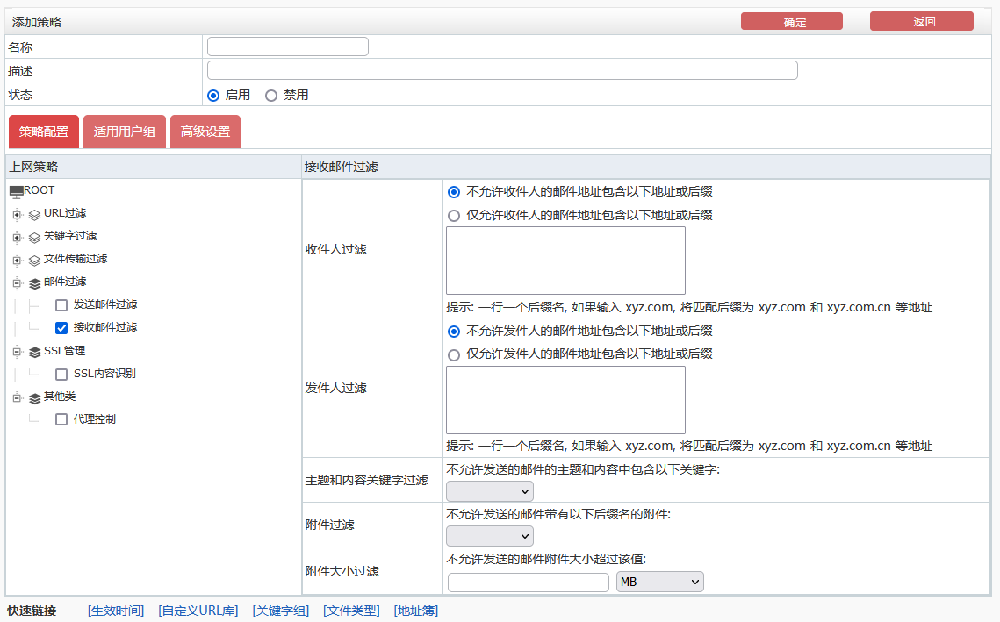 添加策略
确定
返回
名称
描述
状态
启用
禁用
策略配置
适用用户组
高级设置
上网策略
接收邮件过滤
ROOT
URL过滤
关键字过滤
文件传输过滤
邮件过滤
发送邮件过滤
接收邮件过滤
SSL管理
SSL内容识别
其他类
代理控制
收件人过滤
不允许收件人的邮件地址包含以下地址或后缀
仅允许收件人的邮件地址包含以下地址或后缀
提示: 一行一个后缀名, 如果输入 xyz.com, 将匹配后缀为 xyz.com 和 xyz.com.cn 等地址
发件人过滤
不允许发件人的邮件地址包含以下地址或后缀
仅允许发件人的邮件地址包含以下地址或后缀
提示: 一行一个后缀名, 如果输入 xyz.com, 将匹配后缀为 xyz.com 和 xyz.com.cn 等地址
主题和内容关键字过滤
不允许发送的邮件的主题和内容中包含以下关键字:
附件过滤
不允许发送的邮件带有以下后缀名的附件:
附件大小过滤
不允许发送的邮件附件大小超过该值:
MB
快速链接 [生效时间] [自定义URL库] [关键字组] [文件类型] [地址簿]